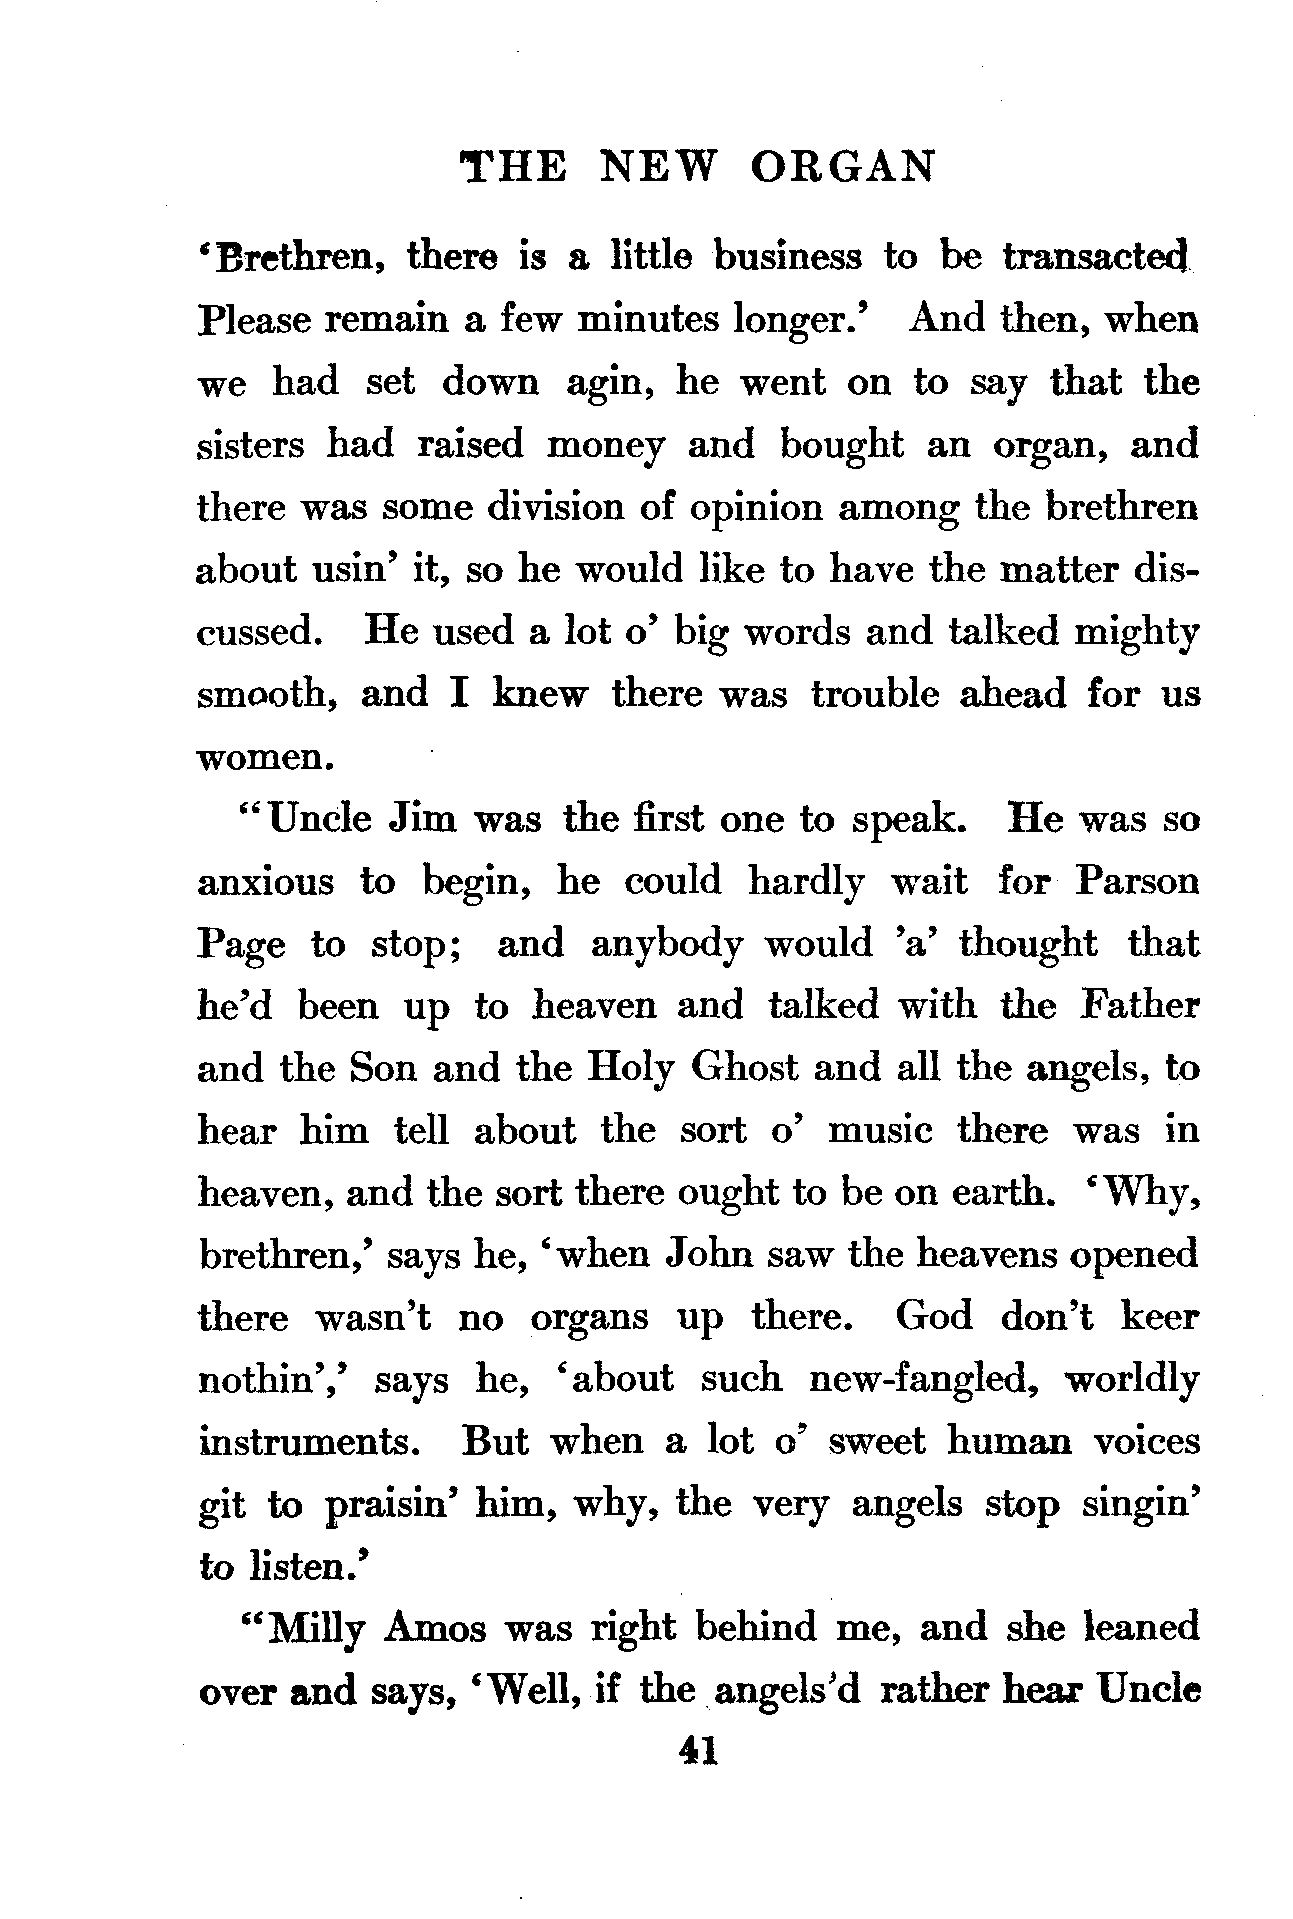 THE NEW ORGAN
‘Brethren, there is a little business to be transacted
Please remain a few minutes longer.’ And then, when
we had set down agin, he went on to say that the
sisters had raised money and bought an organ, and
there was some division of opinion among the brethren
about usin’ it, so he would like to have the matter dis-
cussed. He used a lot o’ big words and talked mighty
smooth, and I knew there was trouble ahead for us
women.
“Uncle Jim was the first one to speak. He was so
anxious to begin, he could hardly wait for Parson
Page to stop; and anybody would ’a’ thought that
he’d been up to heaven and talked with the Father
and the Son and the Holy Ghost and all the angels, to
hear him tell about the sort o’ music there was in
heaven, and the sort there ought to be on earth. ‘Why,
brethren,’ says he, ‘when John saw the heavens opened
there wasn’t no organs up there. God don’t keer
nothin’,’ says he, ‘about such new-fangled, worldly
instruments. But when a lot o’ sweet human voices
git to praisin’ him, why, the very angels stop singin’
to listen.’
“Milly Amos was right behind me, and she leaned
over and says, ‘Well, if the angels’d rather hear Uncle
41